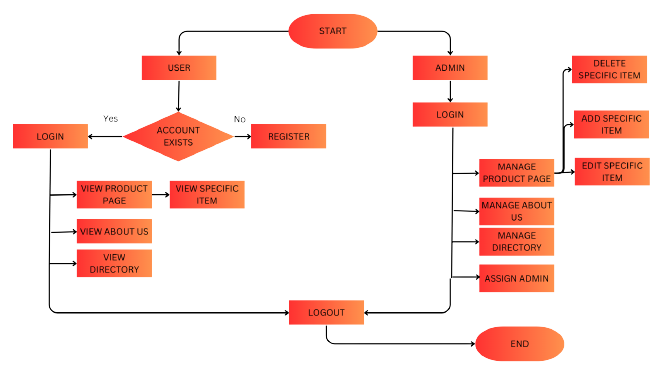 START
USER
ADMIN
DELETE
SPECIFIC ITEM
LOGIN
Yes
ACCOUNT
EXISTS
No
REGISTER
LOGIN
ADD SPECIFIC
ITEM
MANAGE
PRODUCT PAGE
EDIT SPECIFIC
ITEM
VIEW PRODUCT
PAGE
VIEW SPECIFIC
ITEM
MANAGE ABOUT
US
VIEW ABOUT US
MANAGE
DIRECTORY
VIEW
DIRECTORY
ASSIGN ADMIN
LOGOUT
END